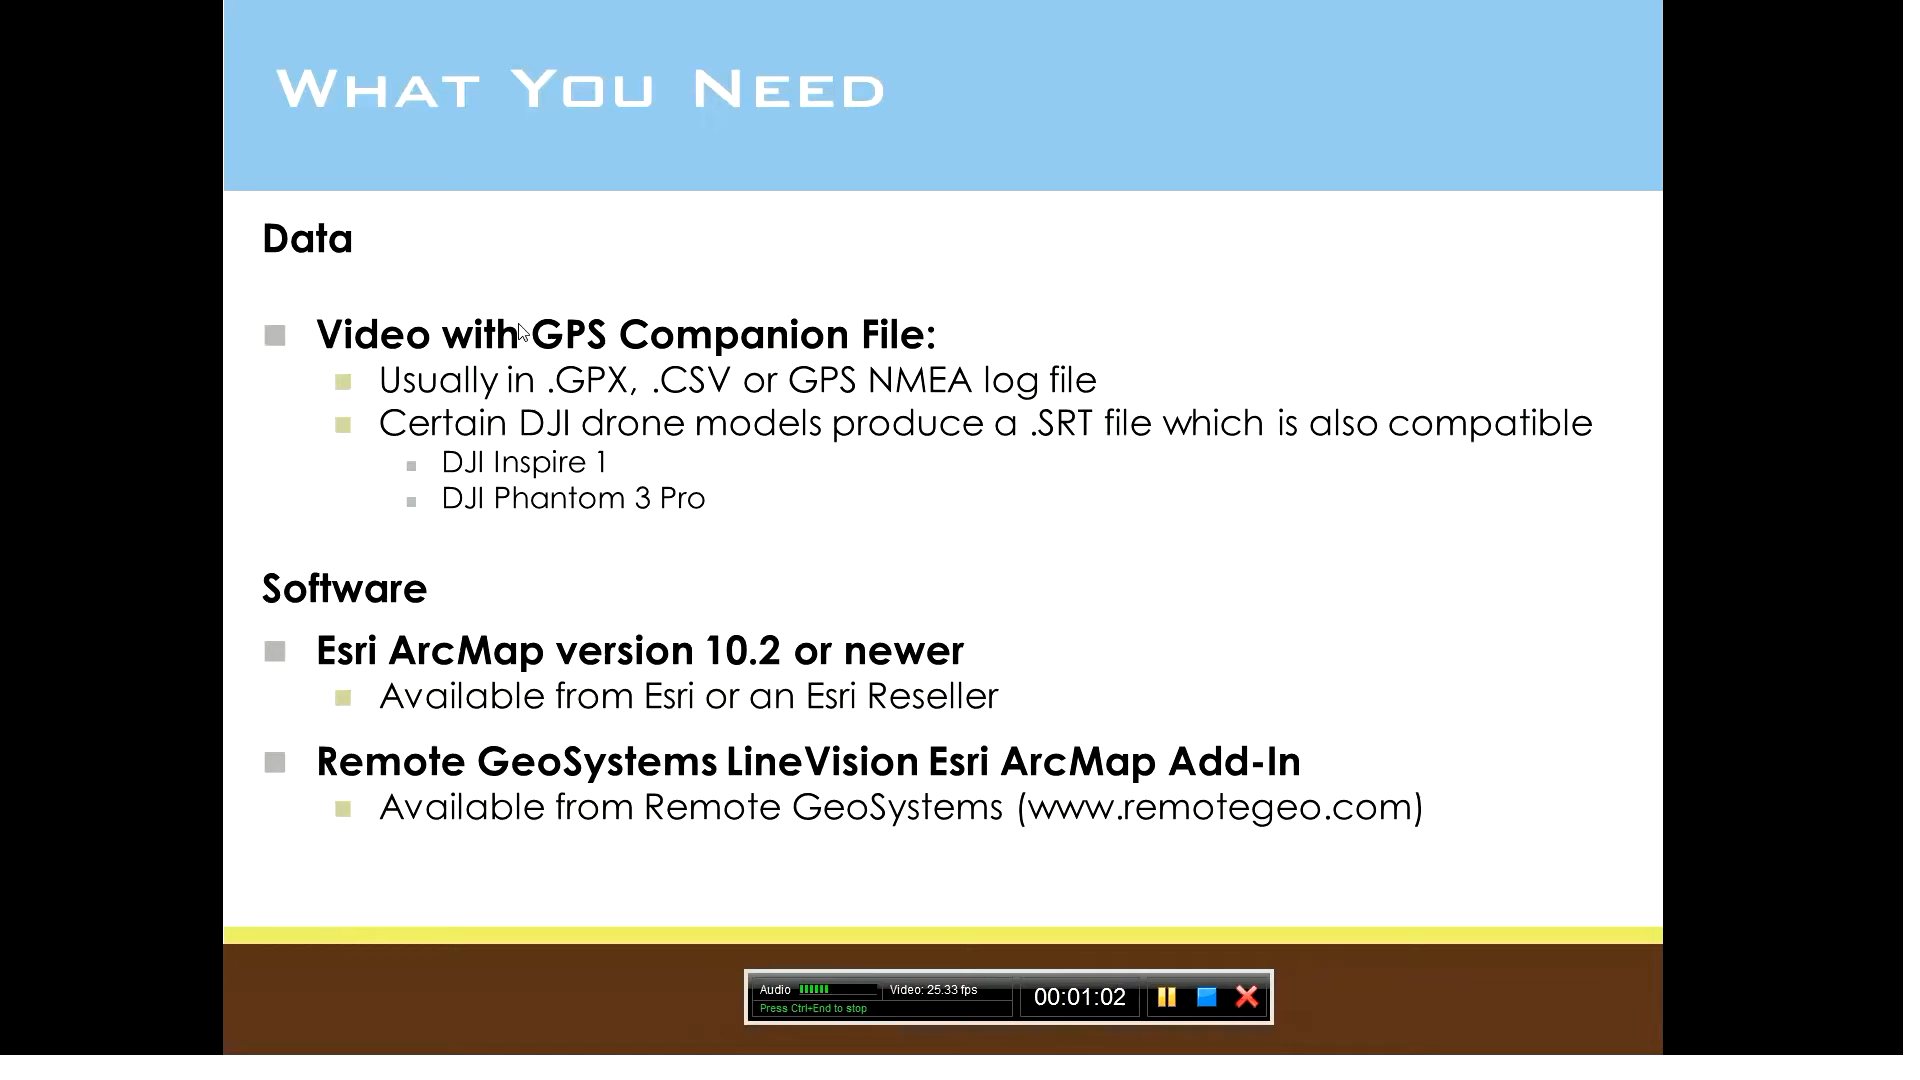 What You Need
Data
Video with GPS Companion File:
Usually in .GPX, .CSV or GPS NMEA log file
Certain DJI drone models produce a .SRT file which is also compatible
DJI Inspire 1
DJI Phantom 3 Pro
Software
Esri ArcMap version 10.2 or newer
Available from Esri or an Esri Reseller
Remote GeoSystems LineVision Esri ArcMap Add-In
Available from Remote GeoSystems (www.remotegeo.com)
Audio Video: 25.33 fps
Press Ctrl+End to stop
00:01:02